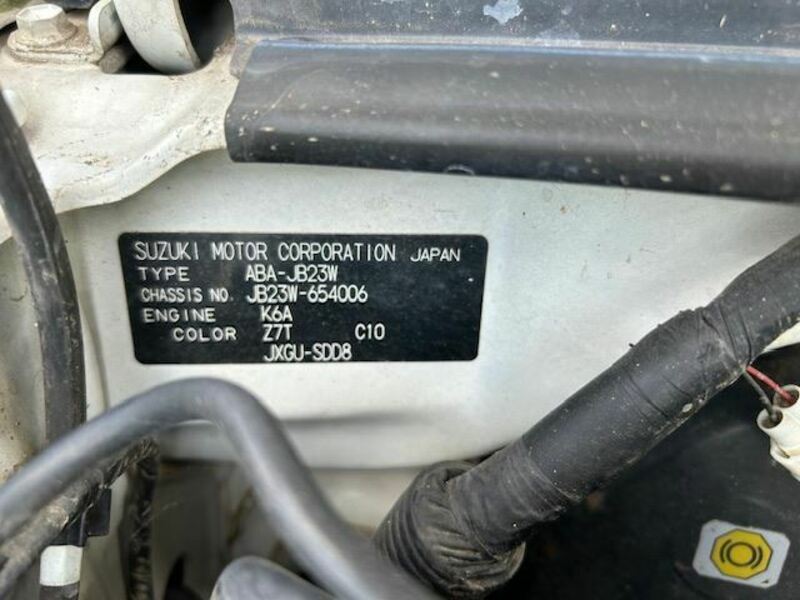 SUZUKI MOTOR CORPORATION JAPAN
TYPE ABA-JB23W
CHASSIS NO. JB23W-654006
ENGINE K6A
COLOR Z7T C10
JXGU-SDD8